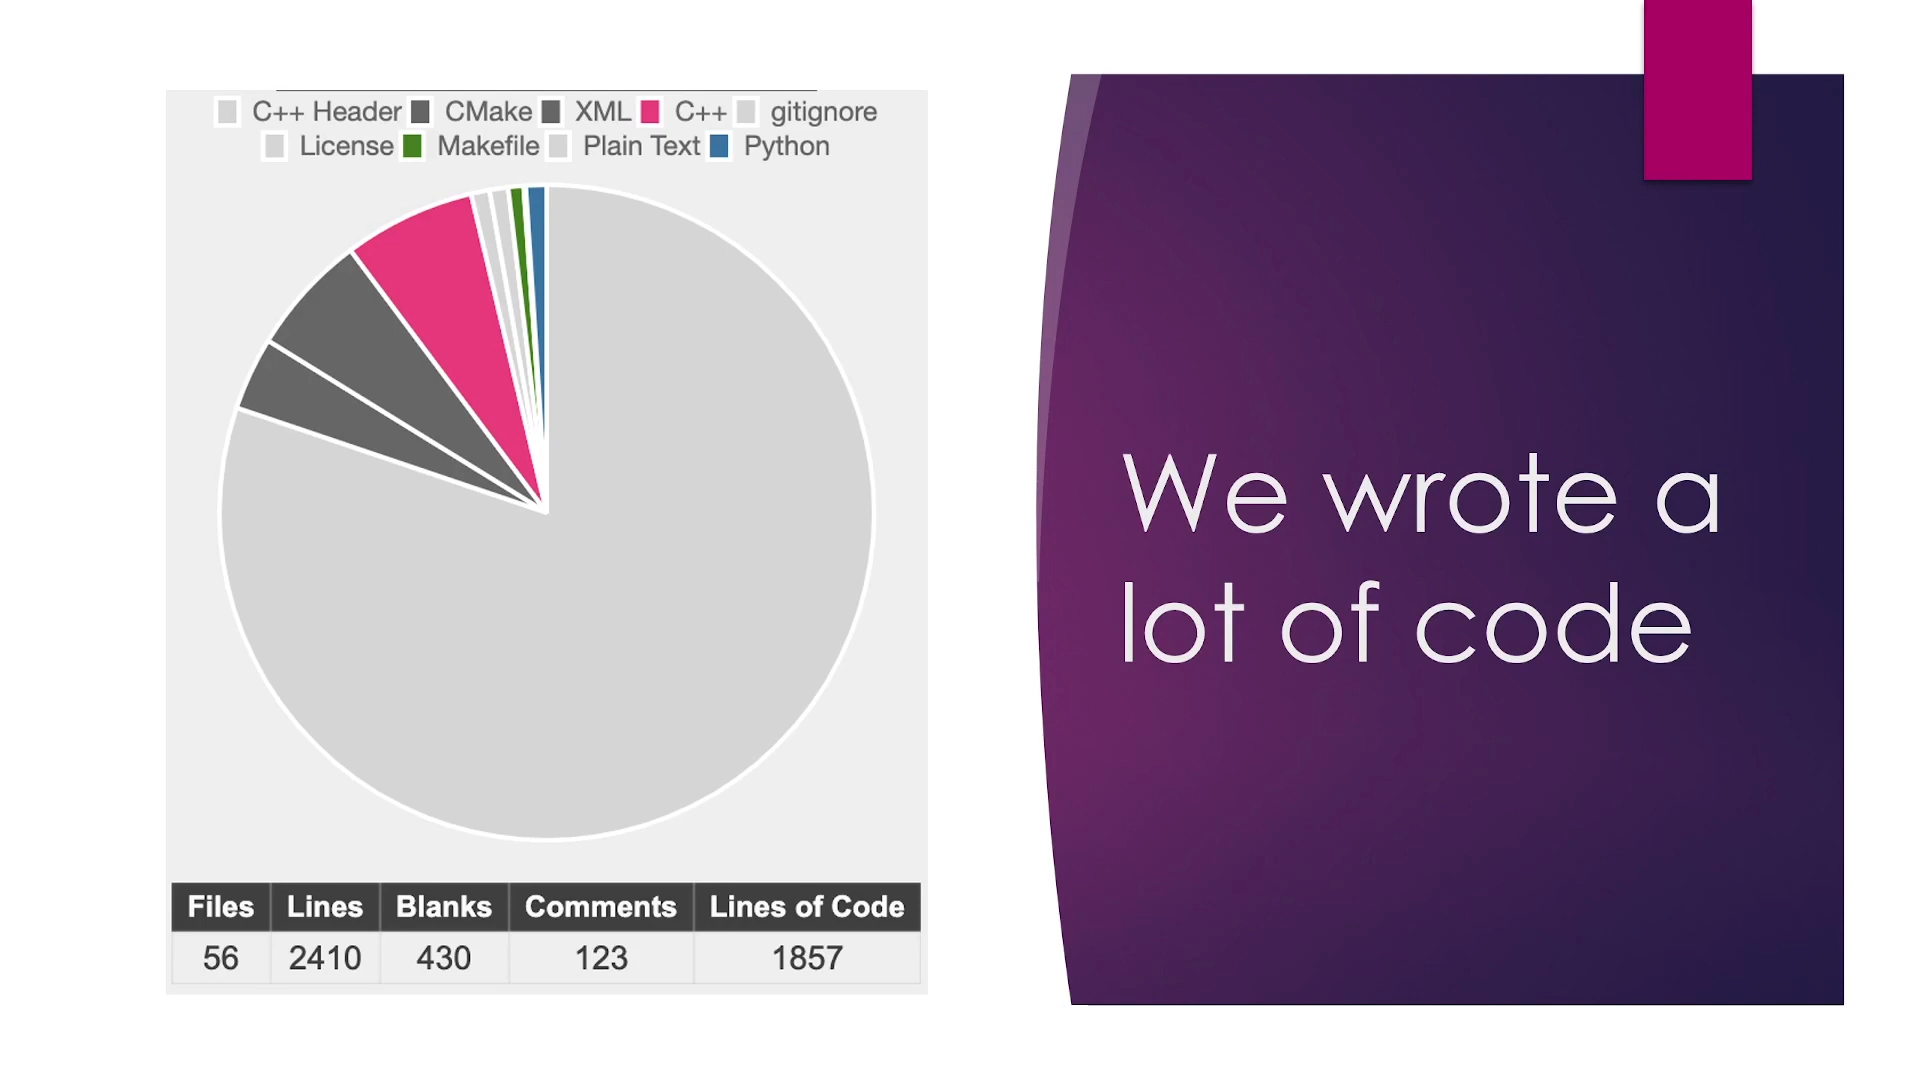 C++ Header CMake XML C++ gitignore
License Makefile Plain Text Python
Files Lines Blanks Comments Lines of Code
56 2410 430 123 1857
We wrote a
lot of code